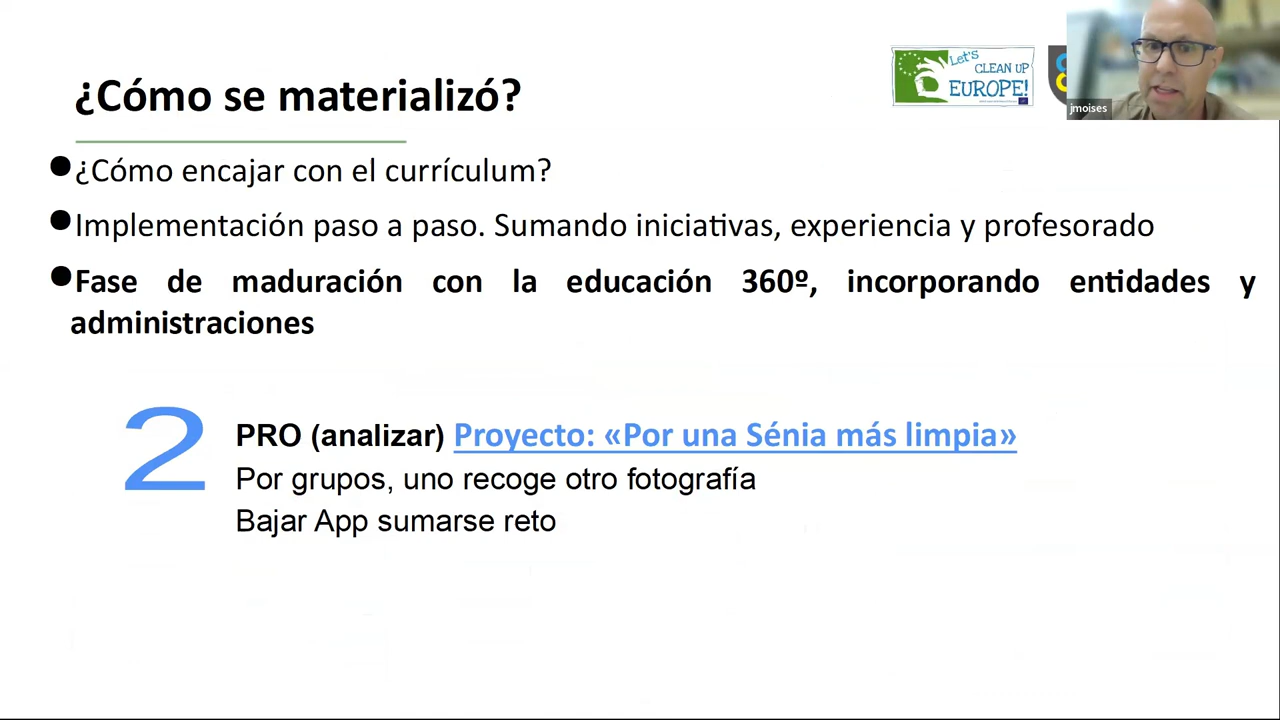 ¿Cómo se materializó?
Let's
CLEAN UP
EUROPE!
jmoises
¿Cómo encajar con el currículum?
Implementación paso a paso. Sumando iniciativas, experiencia y profesorado
Fase de maduración con la educación 360º, incorporando entidades y
administraciones
2
PRO (analizar) Proyecto: «Por una Sénia más limpia»
Por grupos, uno recoge otro fotografía
Bajar App sumarse reto